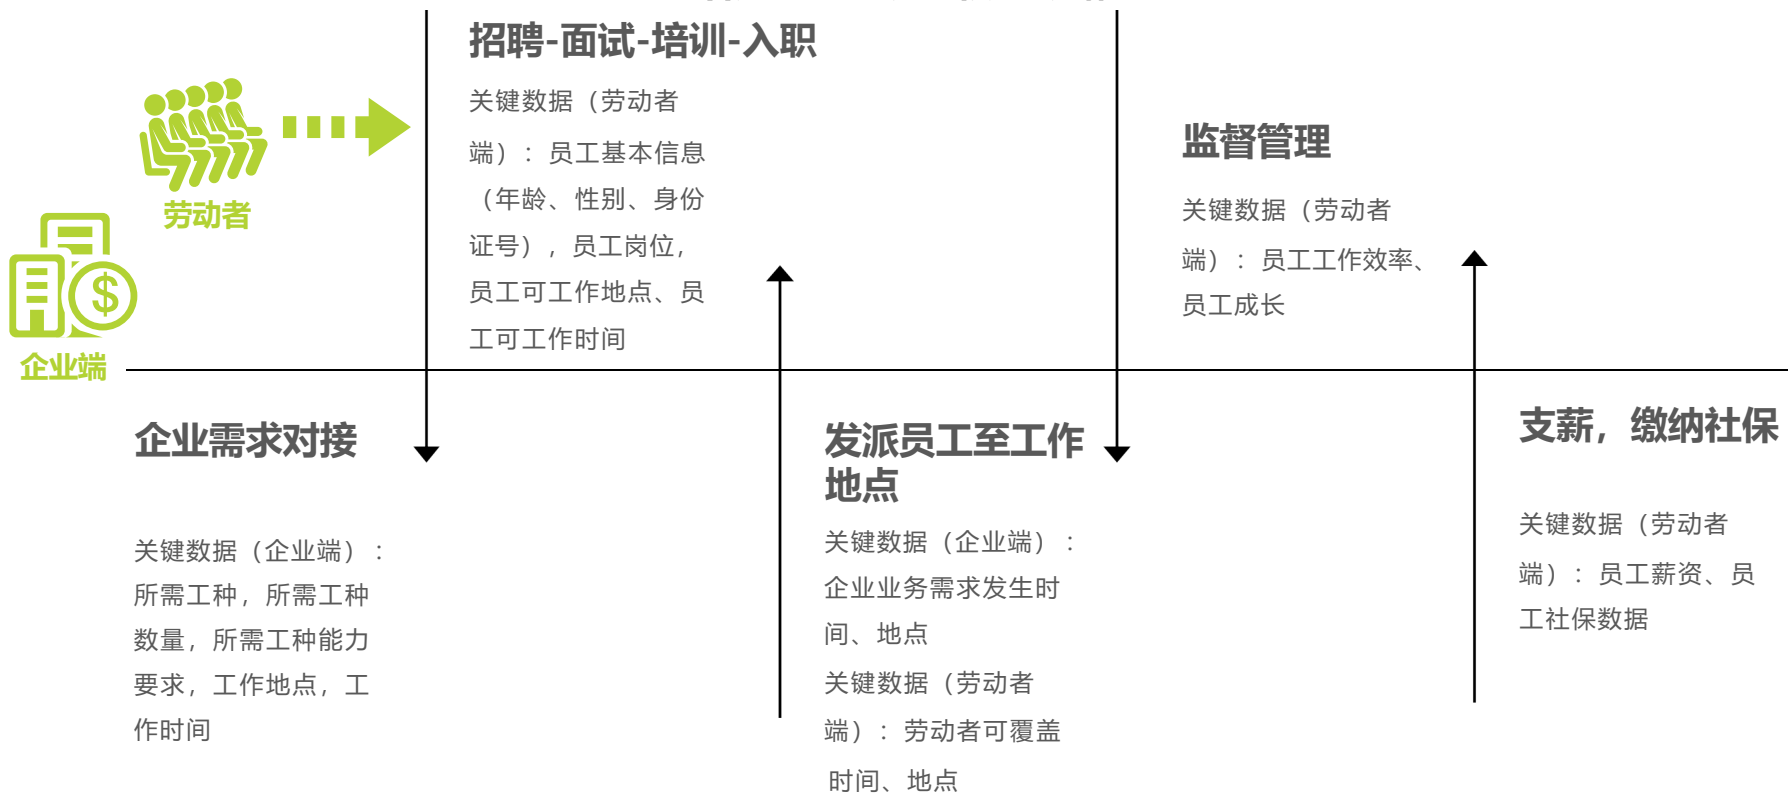 招聘-面试-培训-入职
关键数据（劳动者
端）：员工基本信息
（年龄、性别、身份
证号），员工岗位，
员工可工作地点、员
工可工作时间
监督管理
关键数据（劳动者
端）：员工工作效率、
员工成长
劳动者
$
企业端
企业需求对接
关键数据（企业端）：
所需工种，所需工种
数量，所需工种能力
要求，工作地点，工
作时间
发派员工至工作
地点
关键数据（企业端）：
企业业务需求发生时
间、地点
关键数据（劳动者
端）：劳动者可覆盖
时间、地点
支薪，缴纳社保
关键数据（劳动者
端）：员工薪资、员
工社保数据